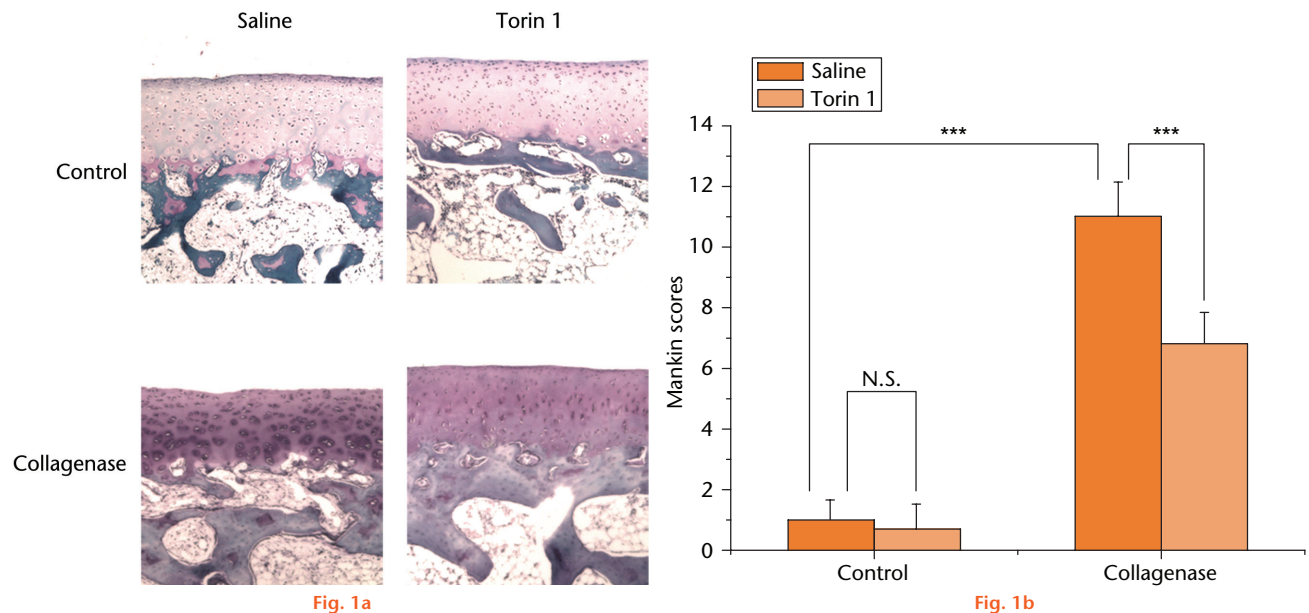 Saline
Torin 1
Control
Collagenase
Fig. 1a
Saline
Torin 1
14
12
10
8
6
4
2
0
Mankin scores
***
***
N.S.
Control
Collagenase
Fig. 1b